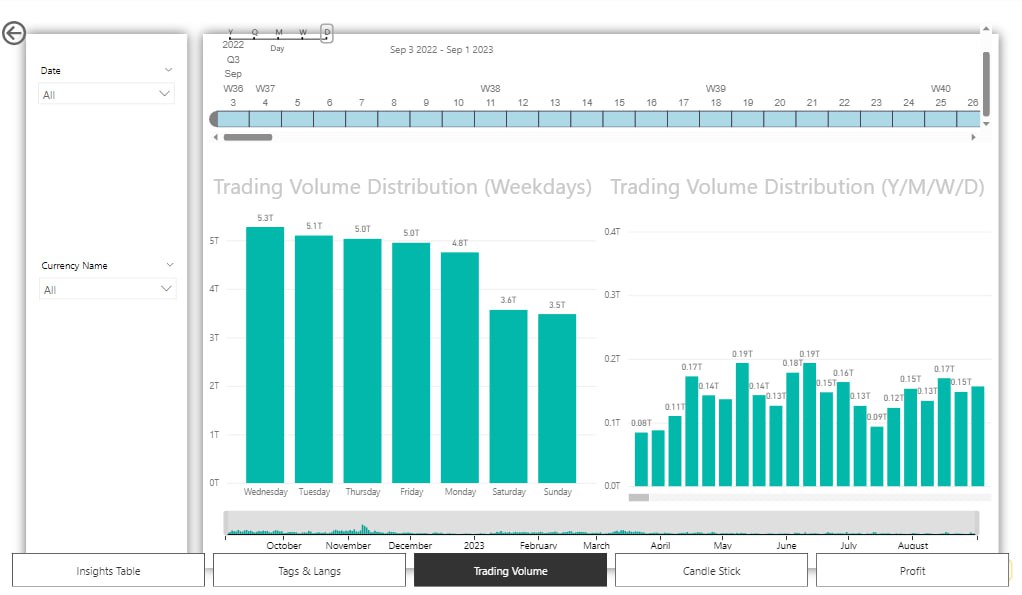 Y Q M W D
2022
Day
Sep 3 2022 - Sep 1 2023
Q3
Sep
W36 W37 W38 W39 W40
3 4 5 6 7 8 9 10 11 12 13 14 15 16 17 18 19 20 21 22 23 24 25 26
Date
All
Currency Name
All
Trading Volume Distribution (Weekdays)
5T
4T
3T
2T
1T
0T
5.3T
5.1T
5.0T
5.0T
4.8T
3.6T
3.5T
Wednesday Tuesday Thursday Friday Monday Saturday Sunday
Trading Volume Distribution (Y/M/W/D)
0.4T
0.3T
0.2T
0.1T
0.0T
0.08T
0.11T
0.17T
0.14T
0.19T
0.14T
0.13T
0.18T
0.19T
0.15T
0.16T
0.13T
0.09T
0.12T
0.15T
0.13T
0.17T
0.15T
October November December 2023 February March April May June July August
Insights Table
Tags & Langs
Trading Volume
Candle Stick
Profit